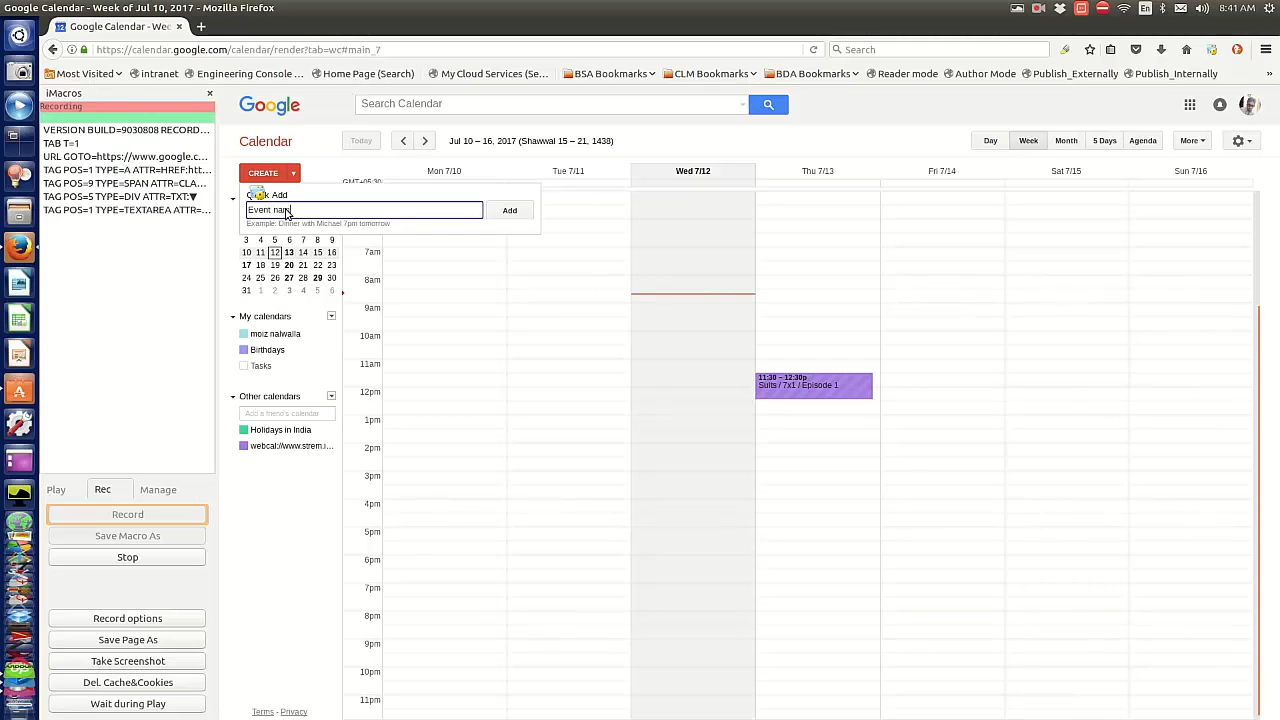 Google Calendar - Week of Jul 10, 2017 - Mozilla Firefox
En
8:41 AM
12 Google Calendar - Wee
https://calendar.google.com/calendar/render?tab=wc#main_7
Search
Most Visited
intranet
Engineering Console ...
Home Page (Search)
My Cloud Services (Se...
BSA Bookmarks
CLM Bookmarks
BDA Bookmarks
Reader mode
Author Mode
Publish_Externally
Publish_Internally
iMacros
Recording
VERSION BUILD=9030808 RECORD...
TAB T=1
URL GOTO=https://www.google.c...
TAG POS=1 TYPE=A ATTR=HREF:htt...
TAG POS=9 TYPE=SPAN ATTR=CLA...
TAG POS=5 TYPE=DIV ATTR=TXT:▼
TAG POS=1 TYPE=TEXTAREA ATTR=...
Play
Rec
Manage
Record
Save Macro As
Stop
Record options
Save Page As
Take Screenshot
Del. Cache&Cookies
Wait during Play
Google
Search Calendar
Calendar
Today
Jul 10 – 16, 2017 (Shawwal 15 – 21, 1438)
Day
Week
Month
5 Days
Agenda
More
CREATE
Add
Event nam
Add
Example: Dinner with Michael 7pm tomorrow
3 4 5 6 7 8 9
10 11 12 13 14 15 16
17 18 19 20 21 22 23
24 25 26 27 28 29 30
31 1 2 3 4 5 6
My calendars
moiz nalwalla
Birthdays
Tasks
Other calendars
Add a friend's calendar
Holidays in India
webcal://www.strem.i...
Terms - Privacy
Mon 7/10
Tue 7/11
Wed 7/12
Thu 7/13
Fri 7/14
Sat 7/15
Sun 7/16
GMT+05:30
7am
8am
9am
10am
11am
11:30 – 12:30p
Suits / 7x1 / Episode 1
12pm
1pm
2pm
3pm
4pm
5pm
6pm
7pm
8pm
9pm
10pm
11pm